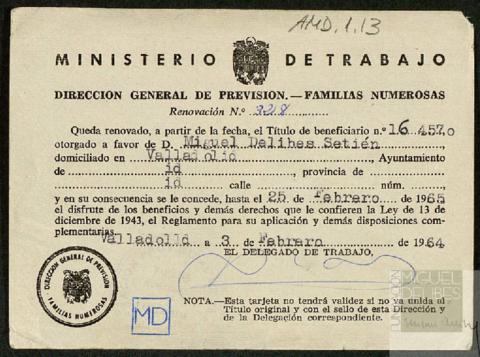 AMD.1.13
MINISTERIO DE TRABAJO
DIRECCION GENERAL DE PREVISION.—FAMILIAS NUMEROSAS
Renovación N.º 328
Queda renovado, a partir de la fecha, el Título de beneficiario n.º 16 4570
otorgado a favor de D. Miguel Delibes Setién
domiciliado en Valladolid, Ayuntamiento
de id, provincia de
id calle núm.,
y en su consecuencia se le concede, hasta el 25 de febrero de 1965
el disfrute de los beneficios y demás derechos que le confieren la Ley de 13 de
diciembre de 1943, el Reglamento para su aplicación y demás disposiciones com-
plementarias.
Valladolid a 3 de Febrero de 1964
EL DELEGADO DE TRABAJO,
DIRECCION GENERAL DE PREVISION
FAMILIAS NUMEROSAS
MD
NOTA.—Esta tarjeta no tendrá validez si no va unida al
Título original y con el sello de esta Dirección y
de la Delegación correspondiente.
FUNDACIÓN
MIGUEL
DELIBES